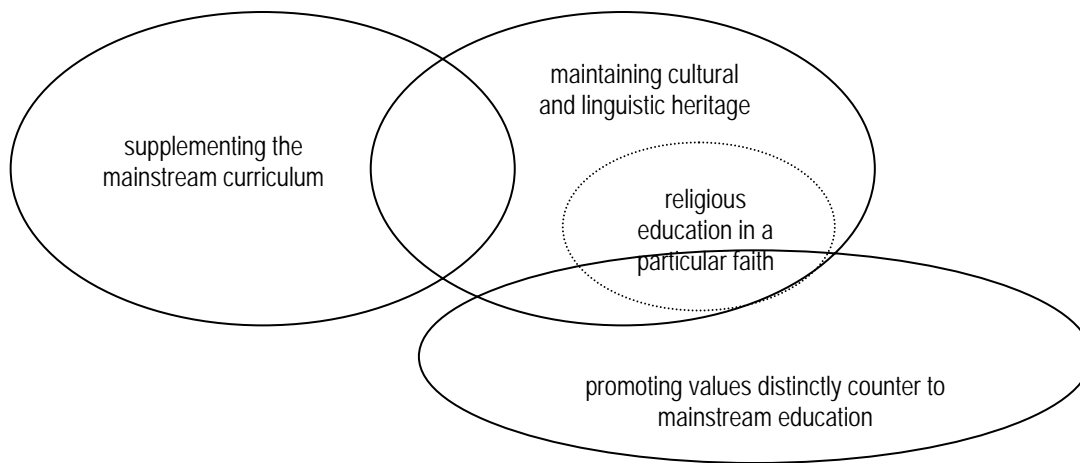 maintaining cultural
and linguistic heritage
supplementing the
mainstream curriculum
religious
education in a
particular faith
promoting values distinctly counter to
mainstream education